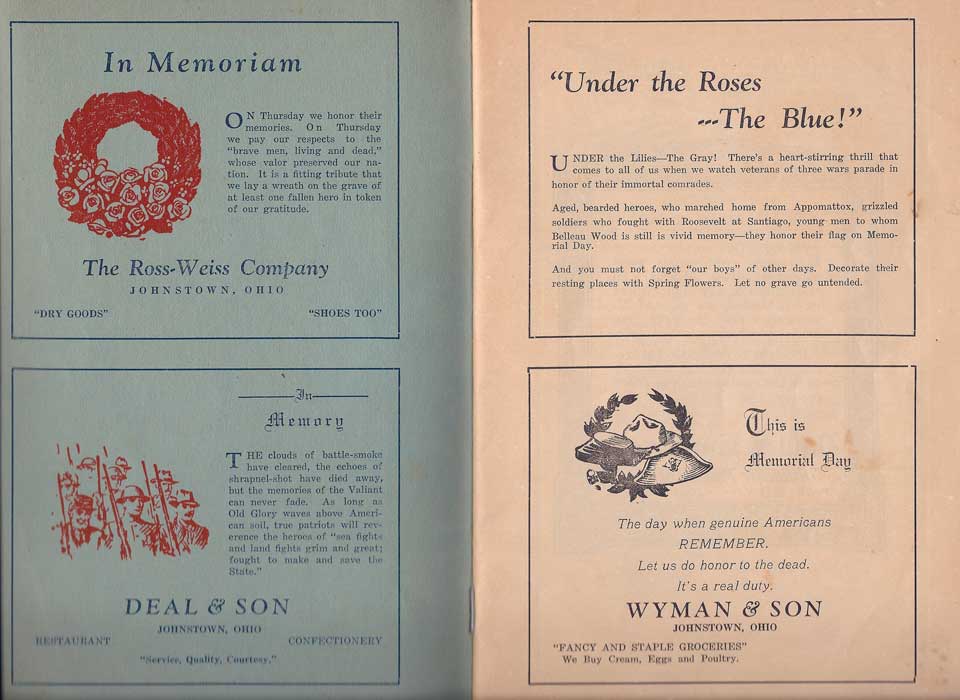 In Memoriam
ON Thursday we honor their
memories. On Thursday
we pay our respects to the
"brave men, living and dead,"
whose valor preserved our na-
tion. It is a fitting tribute that
we lay a wreath on the grave of
at least one fallen hero in token
of our gratitude.
The Ross-Weiss Company
JOHNSTOWN, OHIO
"DRY GOODS" "SHOES TOO"
In
Memory
THE clouds of battle-smoke
have cleared, the echoes of
shrapnel-shot have died away,
but the memories of the Valiant
can never fade. As long as
Old Glory waves above Ameri-
can soil, true patriots will rev-
erence the heroes of "sea fights
and land fights grim and great;
fought to make and save the
State."
DEAL & SON
JOHNSTOWN, OHIO
RESTAURANT CONFECTIONERY
"Service, Quality, Courtesy."
"Under the Roses
---The Blue!"
UNDER the Lilies—The Gray! There's a heart-stirring thrill that
comes to all of us when we watch veterans of three wars parade in
honor of their immortal comrades.
Aged, bearded heroes, who marched home from Appomattox, grizzled
soldiers who fought with Roosevelt at Santiago, young men to whom
Belleau Wood is still is vivid memory—they honor their flag on Memo-
rial Day.
And you must not forget "our boys" of other days. Decorate their
resting places with Spring Flowers. Let no grave go untended.
This is
Memorial Day
The day when genuine Americans
REMEMBER.
Let us do honor to the dead.
It's a real duty.
WYMAN & SON
JOHNSTOWN, OHIO
"FANCY AND STAPLE GROCERIES"
We Buy Cream, Eggs and Poultry.